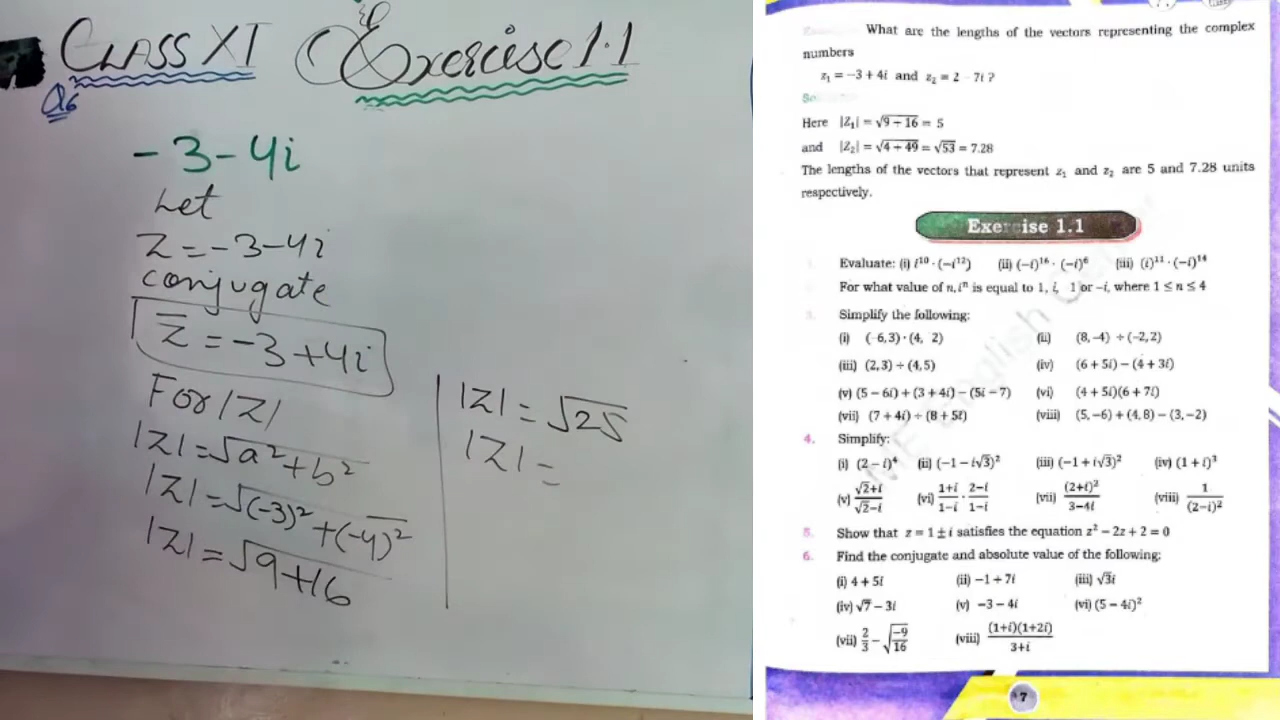 CLASS XI Exercise 1.1
Q6
-3-4i
Let
Z=-3-4i
conjugate
Z̅=-3+4i
For |Z|
|Z|=√a²+b²
|Z|=√(-3)²+(-4)²
|Z|=√9+16
|Z|=√25
|Z|=
What are the lengths of the vectors representing the complex
numbers
z₁ = -3 + 4i and z₂ = 2 - 7i ?
Here |Z₁| = √9 + 16 = 5
and |Z₂| = √4 + 49 = √53 = 7.28
The lengths of the vectors that represent z₁ and z₂ are 5 and 7.28 units
respectively.
Exercise 1.1
Evaluate: (i) i¹⁰ · (-i¹²) (ii) (-i)¹⁶ · (-i)⁶ (iii) (i)¹¹ · (-i)¹⁴
For what value of n, iⁿ is equal to 1, i, 1 or -i, where 1 ≤ n ≤ 4
3. Simplify the following:
(i) (-6,3) · (4, 2) (ii) (8,-4) ÷ (-2,2)
(iii) (2,3) ÷ (4,5) (iv) (6 + 5i) - (4 + 3i)
(v) (5 - 6i) + (3 + 4i) - (5i - 7) (vi) (4 + 5i)(6 + 7i)
(vii) (7 + 4i) ÷ (8 + 5i) (viii) (5,-6) + (4,8) - (3,-2)
4. Simplify:
(i) (2 - i)⁴ (ii) (-1 - i√3)² (iii) (-1 + i√3)² (iv) (1 + i)³
(v) √2+i/√2-i (vi) 1+i/1-i · 2-i/1-i (vii) (2+i)²/3-4i (viii) 1/(2-i)²
5. Show that z = 1 ± i satisfies the equation z² - 2z + 2 = 0
6. Find the conjugate and absolute value of the following:
(i) 4 + 5i (ii) -1 + 7i (iii) √3i
(iv) √7 - 3i (v) -3 - 4i (vi) (5 - 4i)²
(vii) 2/3 - √-9/16 (viii) (1+i)(1+2i)/3+i
7